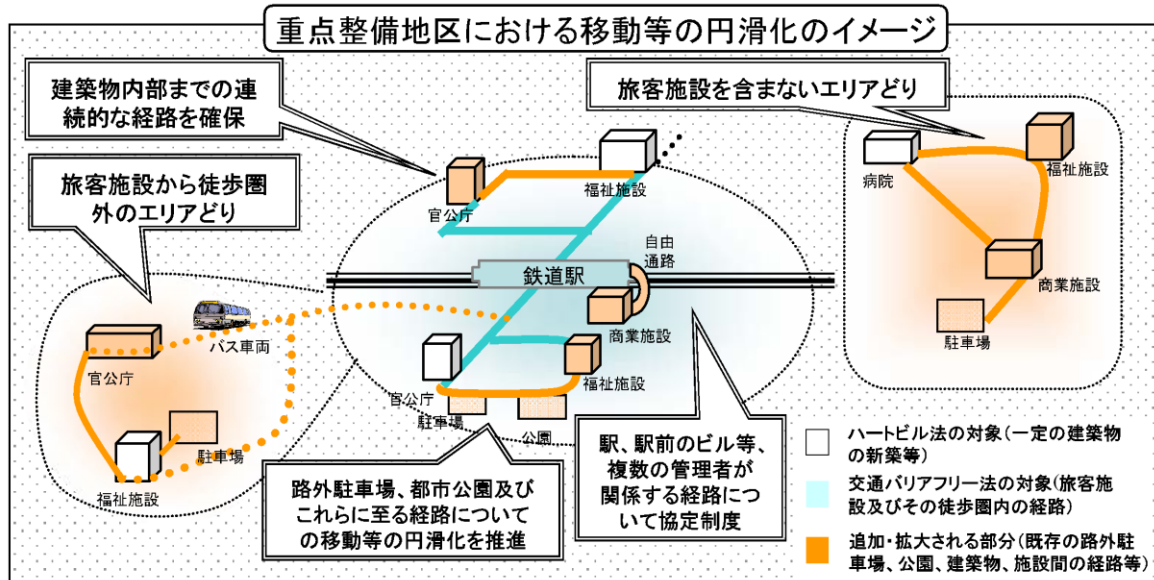 重点整備地区における移動等の円滑化のイメージ
建築物内部までの連
続的な経路を確保
旅客施設を含まないエリアどり
旅客施設から徒歩圏
外のエリアどり
官公庁
福祉施設
病院
福祉施設
自由
通路
鉄道駅
商業施設
商業施設
駐車場
バス車両
官公庁
福祉施設
駐車場
官公庁
駐車場
公園
福祉施設
路外駐車場、都市公園及び
これらに至る経路について
の移動等の円滑化を推進
駅、駅前のビル等、
複数の管理者が
関係する経路につ
いて協定制度
ハートビル法の対象(一定の建築物
の新築等)
交通バリアフリー法の対象(旅客施
設及びその徒歩圏内の経路)
追加・拡大される部分(既存の路外駐
車場、公園、建築物、施設間の経路等)